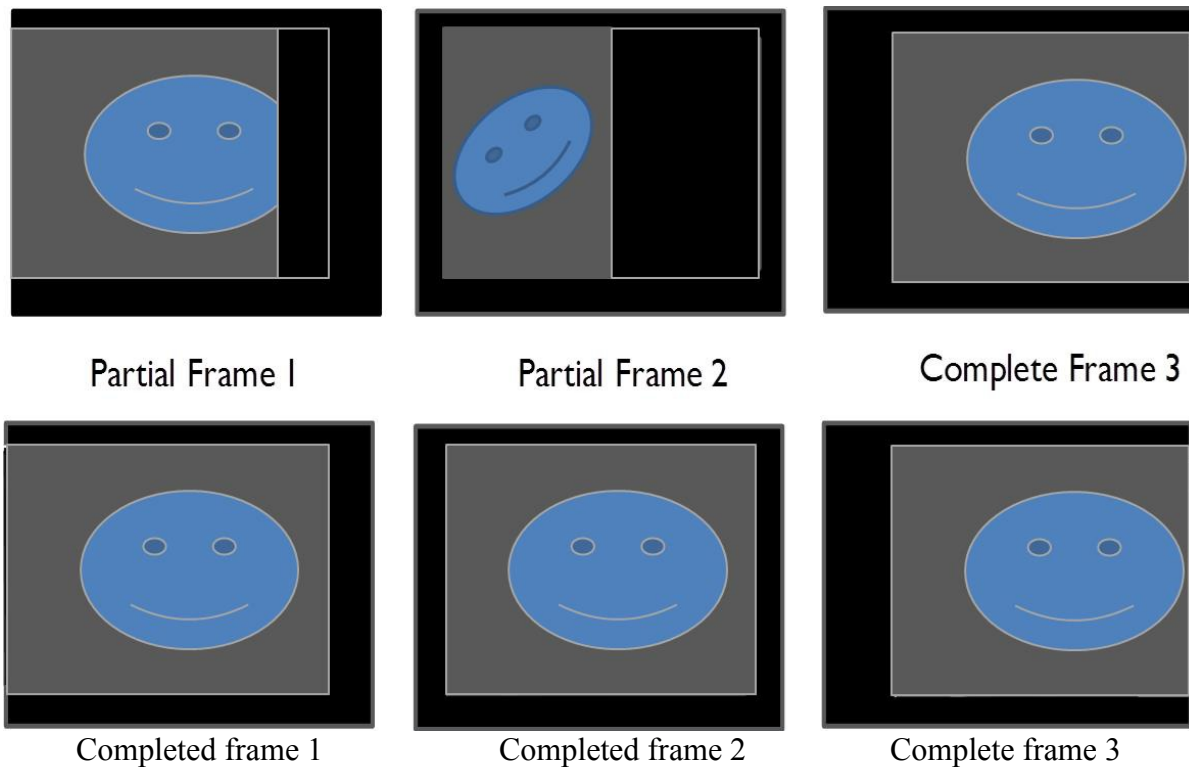 Partial Frame 1
Partial Frame 2
Complete Frame 3
Completed frame 1
Completed frame 2
Complete frame 3